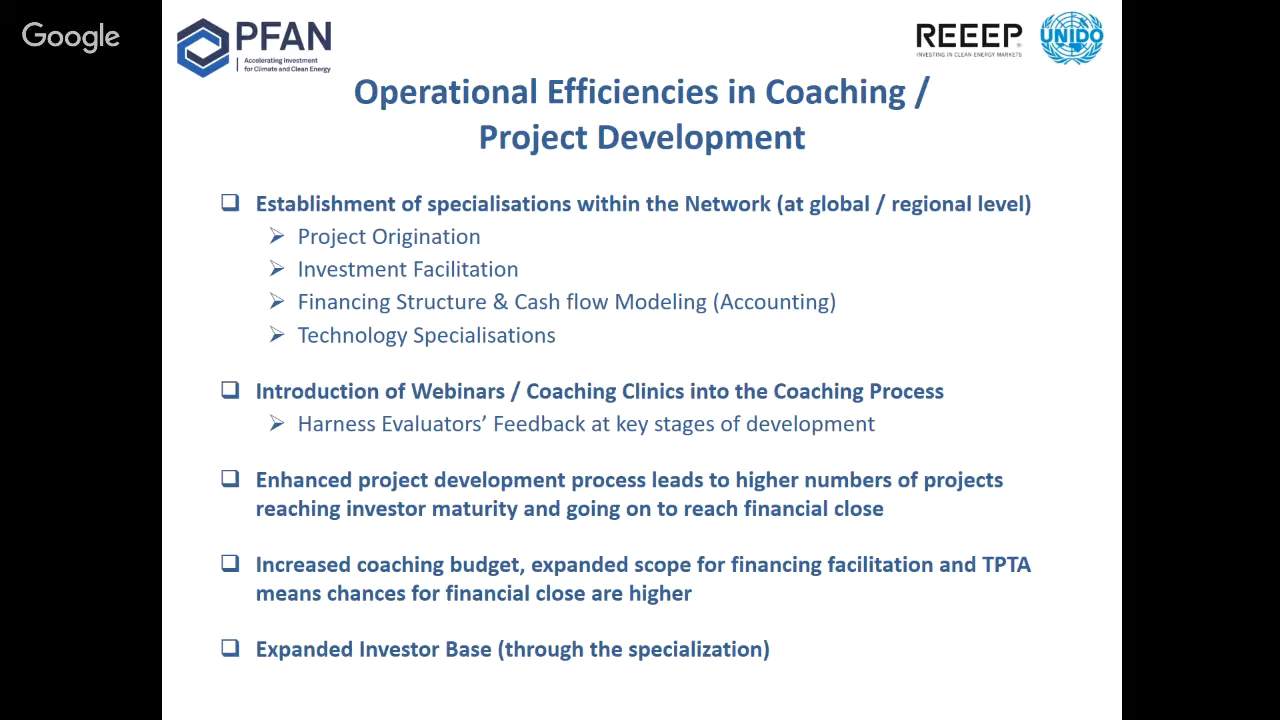 Google
PFAN
Accelerating Investment
for Climate and Clean Energy
REEEP
INVESTING IN CLEAN ENERGY MARKETS
UNIDO
Operational Efficiencies in Coaching /
Project Development
Establishment of specialisations within the Network (at global / regional level)
Project Origination
Investment Facilitation
Financing Structure & Cash flow Modeling (Accounting)
Technology Specialisations
Introduction of Webinars / Coaching Clinics into the Coaching Process
Harness Evaluators’ Feedback at key stages of development
Enhanced project development process leads to higher numbers of projects
reaching investor maturity and going on to reach financial close
Increased coaching budget, expanded scope for financing facilitation and TPTA
means chances for financial close are higher
Expanded Investor Base (through the specialization)